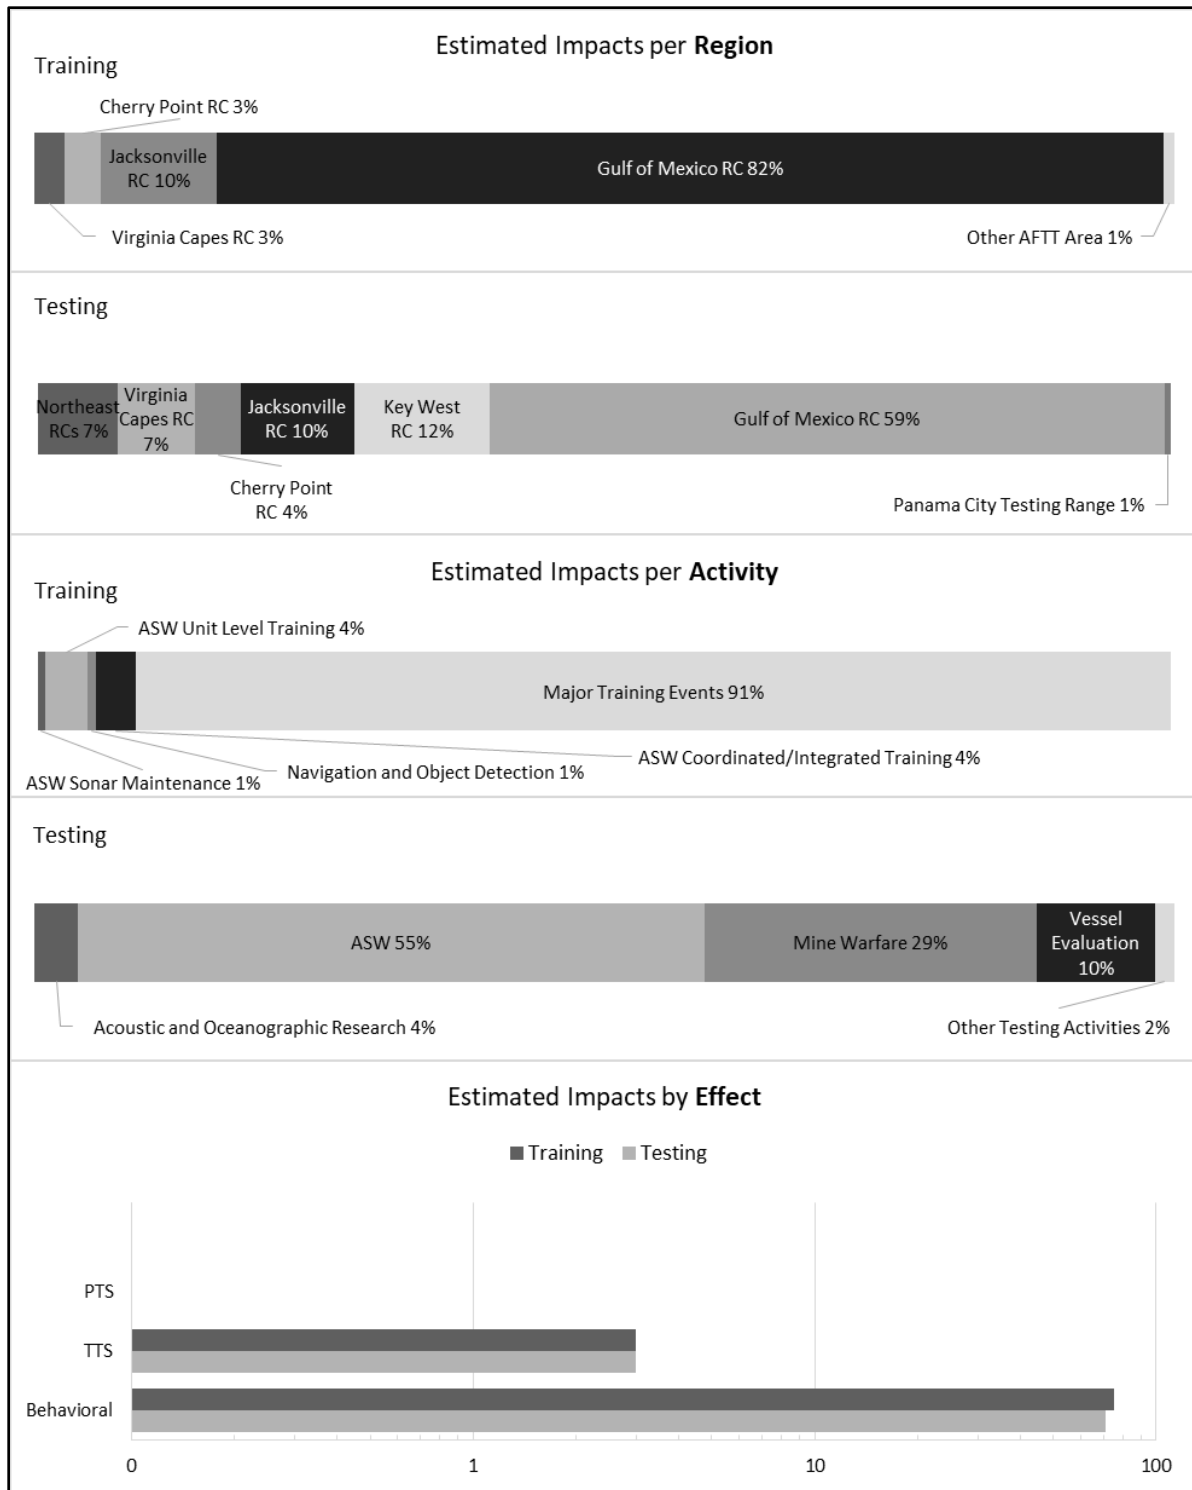 Estimated Impacts per Region
Training
Cherry Point RC 3%
Jacksonville
RC 10%
Gulf of Mexico RC 82%
Virginia Capes RC 3%
Other AFTT Area 1%
Testing
Northeast
RCs 7%
Virginia
Capes RC
7%
Jacksonville
RC 10%
Key West
RC 12%
Gulf of Mexico RC 59%
Cherry Point
RC 4%
Panama City Testing Range 1%
Estimated Impacts per Activity
Training
ASW Unit Level Training 4%
Major Training Events 91%
ASW Coordinated/Integrated Training 4%
Navigation and Object Detection 1%
ASW Sonar Maintenance 1%
Testing
ASW 55%
Mine Warfare 29%
Vessel
Evaluation
10%
Acoustic and Oceanographic Research 4%
Other Testing Activities 2%
Estimated Impacts by Effect
Training Testing
PTS
TTS
Behavioral
0 1 10 100